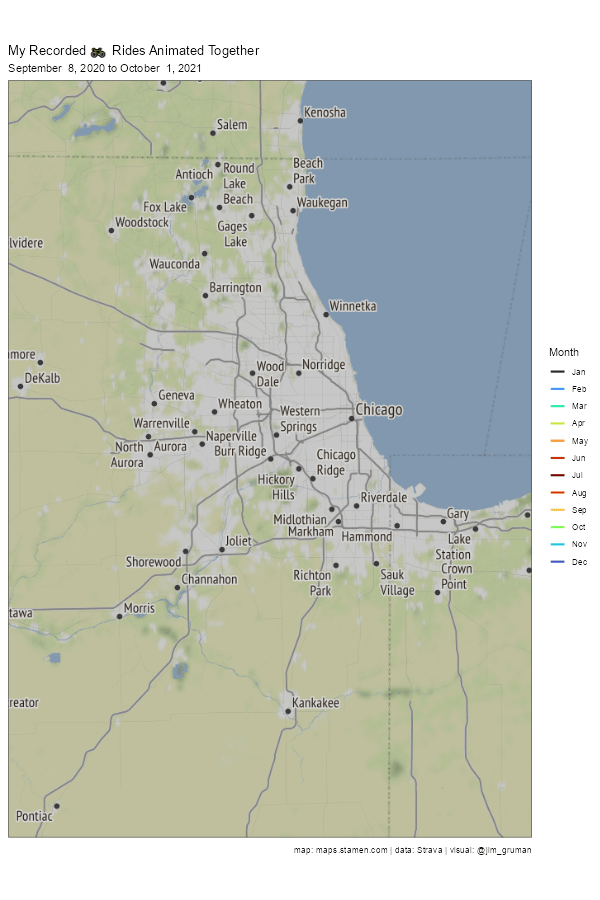 My Recorded Rides Animated Together
September 8, 2020 to October 1, 2021
Kenosha
Salem
Beach
Park
Antioch
Round
Lake
Beach
Fox Lake
Waukegan
Woodstock
Gages
Lake
lvidere
Wauconda
Barrington
Winnetka
more
DeKalb
Wood
Dale
Norridge
Geneva
Wheaton
Western
Springs
Chicago
Warrenville
North
Aurora
Aurora
Naperville
Burr Ridge
Chicago
Ridge
Hickory
Hills
Riverdale
Midlothian
Markham
Hammond
Gary
Lake
Station
Joliet
Shorewood
Channahon
Richton
Park
Sauk
Village
Crown
Point
tawa
Morris
reator
Kankakee
Pontiac
Month
Jan
Feb
Mar
Apr
May
Jun
Jul
Aug
Sep
Oct
Nov
Dec
map: maps.stamen.com | data: Strava | visual: @jim_gruman